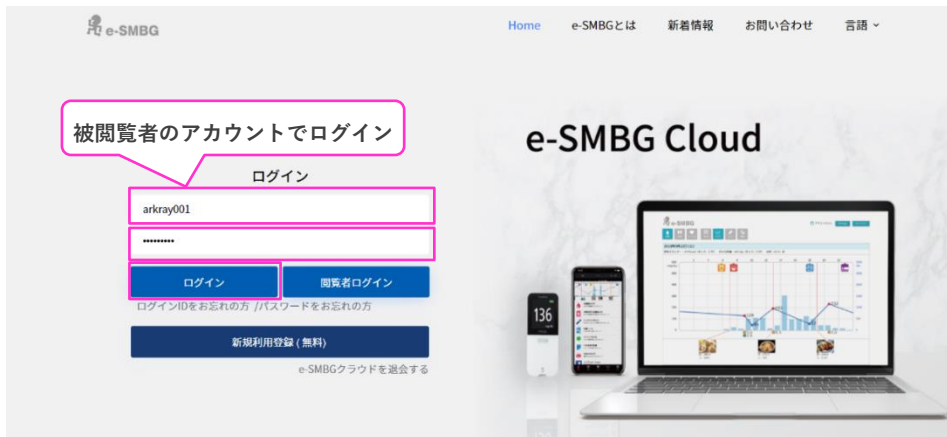 e-SMBG
Home e-SMBGとは 新着情報 お問い合わせ 言語
被閲覧者のアカウントでログイン
e-SMBG Cloud
ログイン
arkray001
•••••••••
ログイン 閲覧者ログイン
ログインIDをお忘れの方 /パスワードをお忘れの方
新規利用登録 ( 無料)
e-SMBGクラウドを退会する
e-SMBG
136